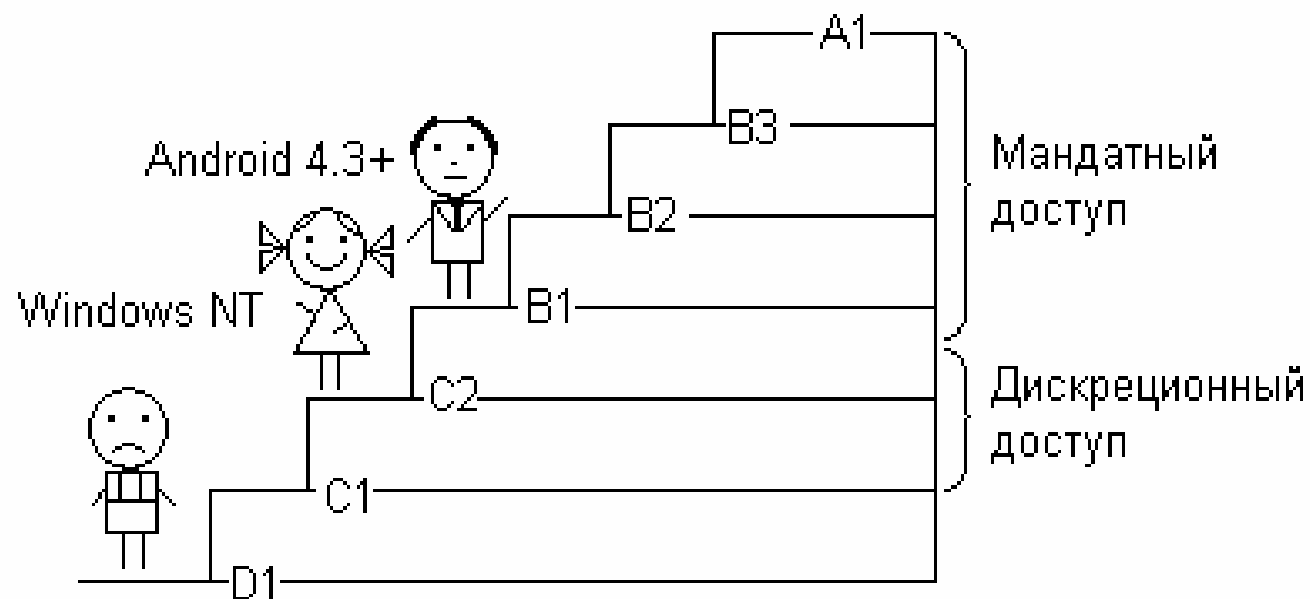 A1
B3
Android 4.3+
Мандатный
доступ
B2
Windows NT
B1
C2
Дискреционный
доступ
C1
D1